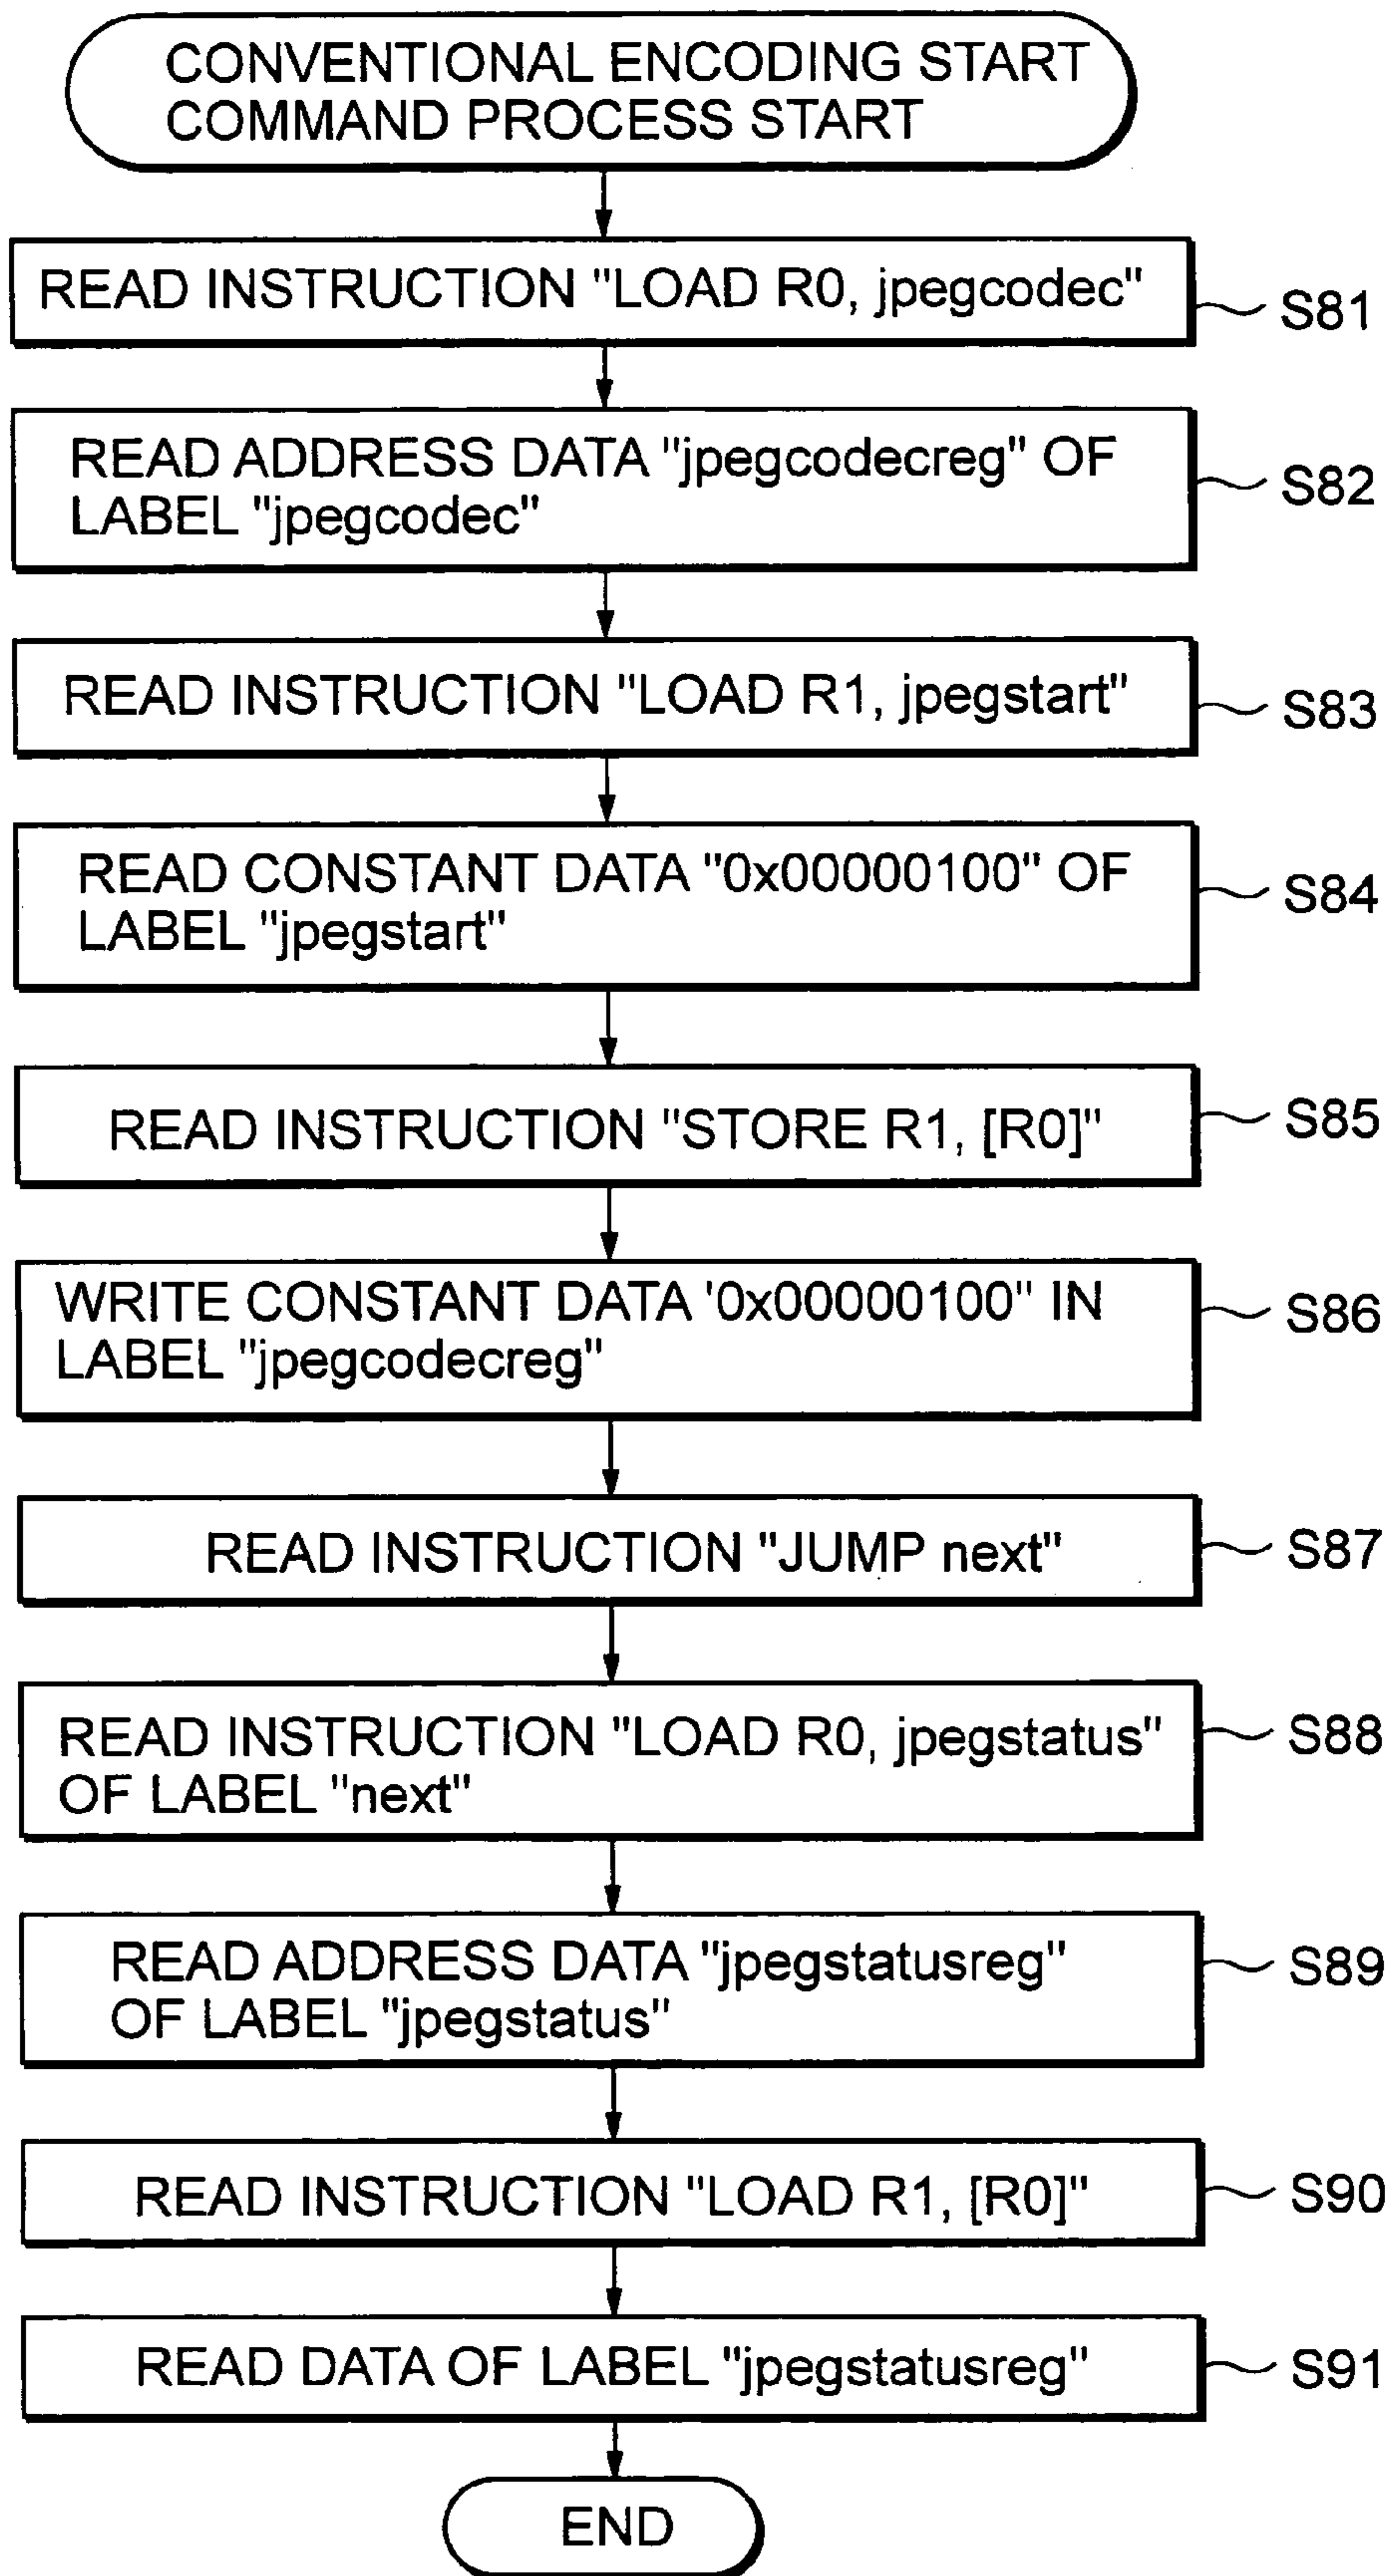 CONVENTIONAL ENCODING START
COMMAND PROCESS START
READ INSTRUCTION "LOAD R0, jpegcodec"
S81
READ ADDRESS DATA "jpegcodecreg" OF
LABEL "jpegcodec"
S82
READ INSTRUCTION "LOAD R1, jpegstart"
S83
READ CONSTANT DATA "0x00000100" OF
LABEL "jpegstart"
S84
READ INSTRUCTION "STORE R1, [R0]"
S85
WRITE CONSTANT DATA '0x00000100" IN
LABEL "jpegcodecreg"
S86
READ INSTRUCTION "JUMP next"
S87
READ INSTRUCTION "LOAD R0, jpegstatus"
OF LABEL "next"
S88
READ ADDRESS DATA "jpegstatusreg"
OF LABEL "jpegstatus"
S89
READ INSTRUCTION "LOAD R1, [R0]"
S90
READ DATA OF LABEL "jpegstatusreg"
S91
END